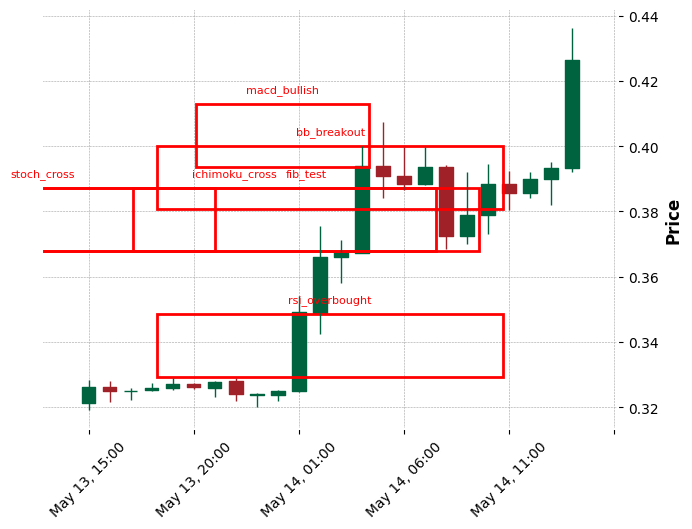 0.44
0.42
macd_bullish
bb_breakout
0.40
stoch_cross
ichimoku_cross
fib_test
0.38
Price
0.36
rsi_overbought
0.34
0.32
May 13, 15:00
May 13, 20:00
May 14, 01:00
May 14, 06:00
May 14, 11:00